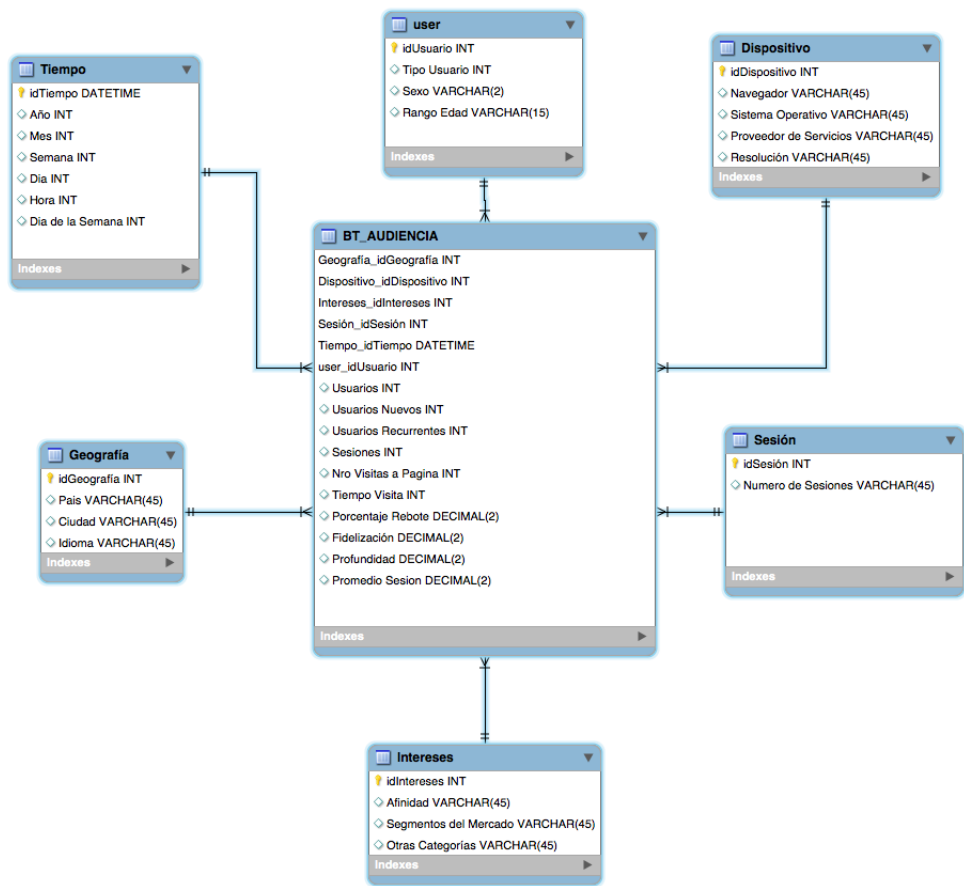 user
idUsuario INT
Tipo Usuario INT
Sexo VARCHAR(2)
Rango Edad VARCHAR(15)
Indexes
Tiempo
idTiempo DATETIME
Año INT
Mes INT
Semana INT
Dia INT
Hora INT
Dia de la Semana INT
Indexes
Dispositivo
idDispositivo INT
Navegador VARCHAR(45)
Sistema Operativo VARCHAR(45)
Proveedor de Servicios VARCHAR(45)
Resolución VARCHAR(45)
Indexes
BT_AUDIENCIA
Geografía_idGeografía INT
Dispositivo_idDispositivo INT
Intereses_idIntereses INT
Sesión_idSesión INT
Tiempo_idTiempo DATETIME
user_idUsuario INT
Usuarios INT
Usuarios Nuevos INT
Usuarios Recurrentes INT
Sesiones INT
Nro Visitas a Pagina INT
Tiempo Visita INT
Porcentaje Rebote DECIMAL(2)
Fidelización DECIMAL(2)
Profundidad DECIMAL(2)
Promedio Sesion DECIMAL(2)
Indexes
Geografía
idGeografía INT
Pais VARCHAR(45)
Ciudad VARCHAR(45)
Idioma VARCHAR(45)
Indexes
Sesión
idSesión INT
Numero de Sesiones VARCHAR(45)
Indexes
Intereses
idIntereses INT
Afinidad VARCHAR(45)
Segmentos del Mercado VARCHAR(45)
Otras Categorías VARCHAR(45)
Indexes